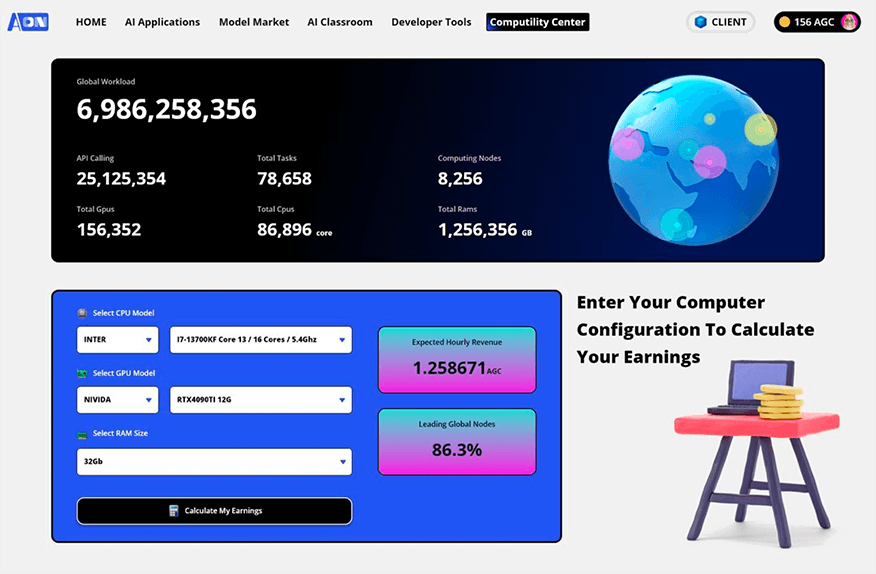 AON
HOME AI Applications Model Market AI Classroom Developer Tools Computility Center CLIENT 156 AGC
Global Workload
6,986,258,356
API Calling Total Tasks Computing Nodes
25,125,354 78,658 8,256
Total Gpus Total Cpus Total Rams
156,352 86,896 core 1,256,356 GB
Select CPU Model
INTER I7-13700KF Core 13 / 16 Cores / 5.4Ghz
Select GPU Model
NIVIDA RTX4090TI 12G
Select RAM Size
32Gb
Calculate My Earnings
Expected Hourly Revenue
1.258671AGC
Leading Global Nodes
86.3%
Enter Your Computer
Configuration To Calculate
Your Earnings